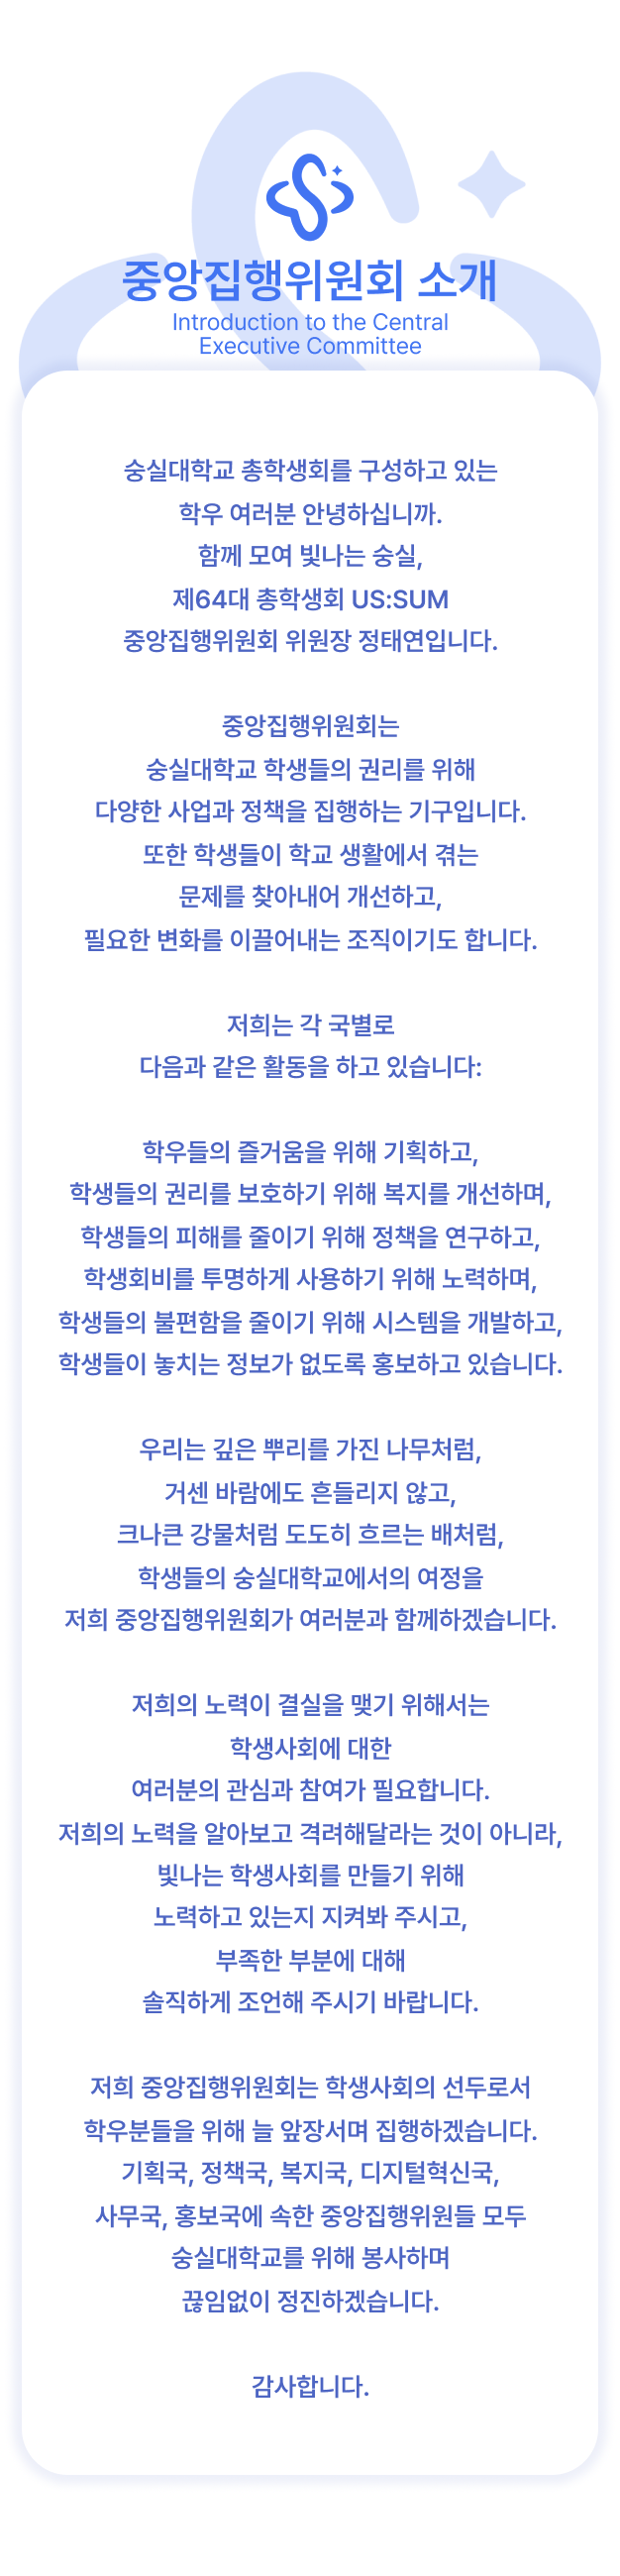 중앙집행위원회 소개
Introduction to the Central
Executive Committee
숭실대학교 총학생회를 구성하고 있는
학우 여러분 안녕하십니까.
함께 모여 빛나는 숭실,
제64대 총학생회 US:SUM
중앙집행위원회 위원장 정태연입니다.
중앙집행위원회는
숭실대학교 학생들의 권리를 위해
다양한 사업과 정책을 집행하는 기구입니다.
또한 학생들이 학교 생활에서 겪는
문제를 찾아내어 개선하고,
필요한 변화를 이끌어내는 조직이기도 합니다.
저희는 각 국별로
다음과 같은 활동을 하고 있습니다:
학우들의 즐거움을 위해 기획하고,
학생들의 권리를 보호하기 위해 복지를 개선하며,
학생들의 피해를 줄이기 위해 정책을 연구하고,
학생회비를 투명하게 사용하기 위해 노력하며,
학생들의 불편함을 줄이기 위해 시스템을 개발하고,
학생들이 놓치는 정보가 없도록 홍보하고 있습니다.
우리는 깊은 뿌리를 가진 나무처럼,
거센 바람에도 흔들리지 않고,
크나큰 강물처럼 도도히 흐르는 배처럼,
학생들의 숭실대학교에서의 여정을
저희 중앙집행위원회가 여러분과 함께하겠습니다.
저희의 노력이 결실을 맺기 위해서는
학생사회에 대한
여러분의 관심과 참여가 필요합니다.
저희의 노력을 알아보고 격려해달라는 것이 아니라,
빛나는 학생사회를 만들기 위해
노력하고 있는지 지켜봐 주시고,
부족한 부분에 대해
솔직하게 조언해 주시기 바랍니다.
저희 중앙집행위원회는 학생사회의 선두로서
학우분들을 위해 늘 앞장서며 집행하겠습니다.
기획국, 정책국, 복지국, 디지털혁신국,
사무국, 홍보국에 속한 중앙집행위원들 모두
숭실대학교를 위해 봉사하며
끊임없이 정진하겠습니다.
감사합니다.